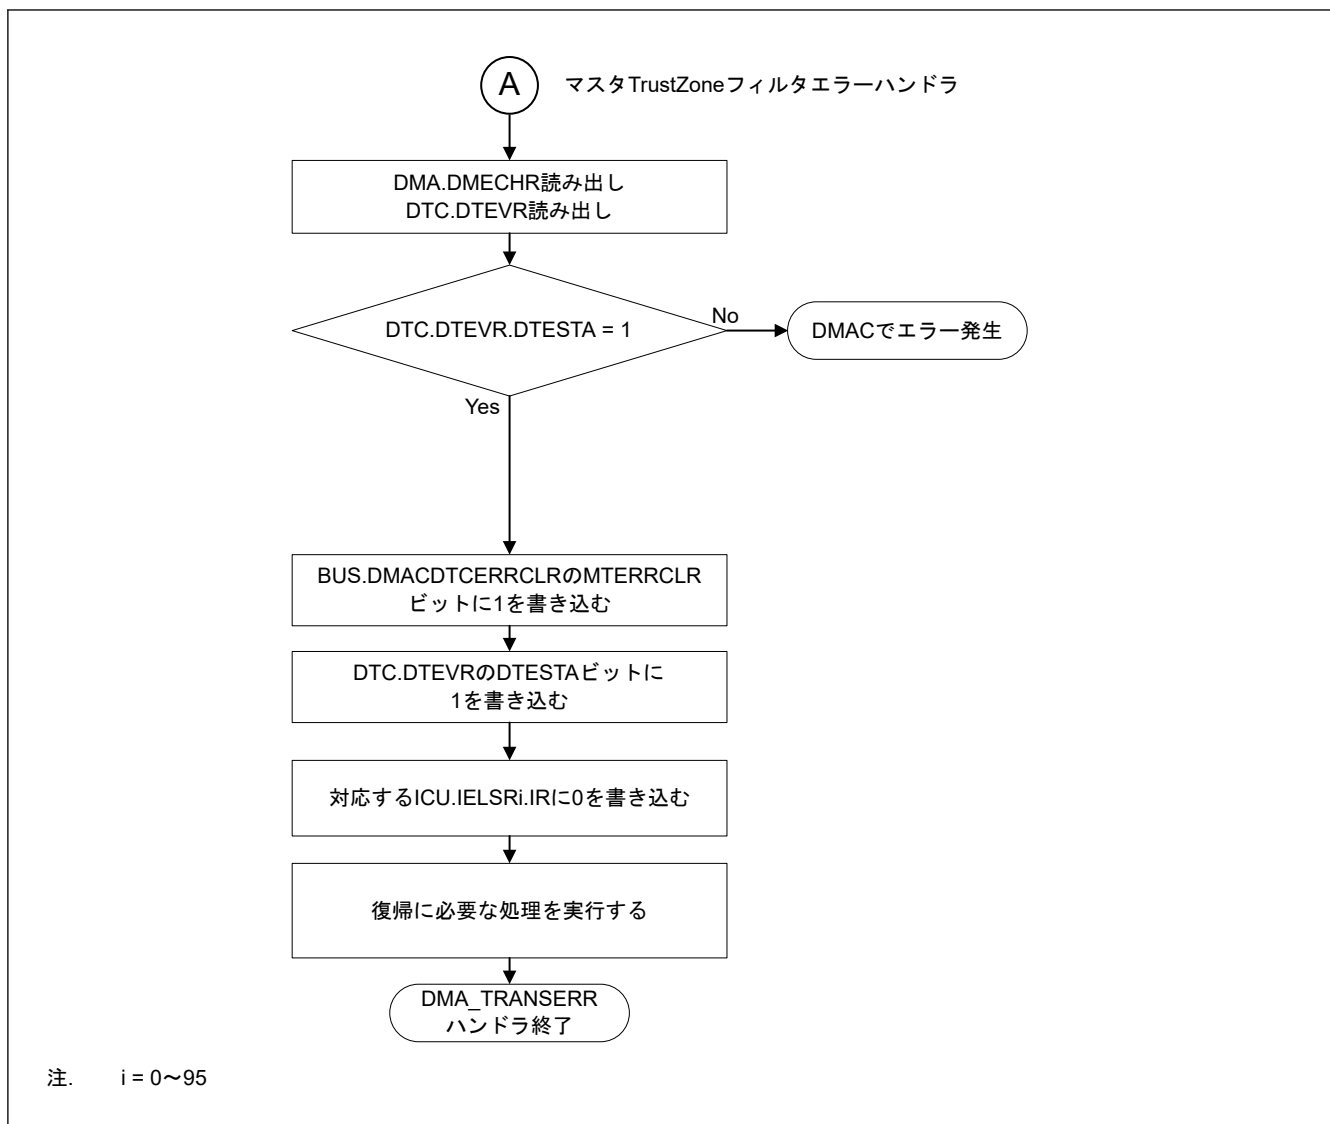 A
マスタTrustZoneフィルタエラーハンドラ
DMA.DMECHR読み出し
DTC.DTEVR読み出し
DTC.DTEVR.DTESTA = 1
No
DMACでエラー発生
Yes
BUS.DMACDTCERRCLRのMTERRCLR
ビットに1を書き込む
DTC.DTEVRのDTESTAビットに
1を書き込む
対応するICU.IELSRi.IRに0を書き込む
復帰に必要な処理を実行する
DMA_TRANSERR
ハンドラ終了
注. i = 0~95